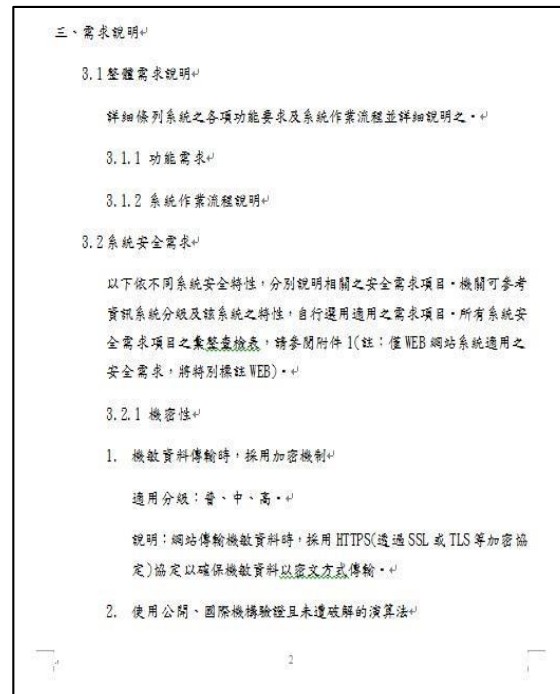 三、需求說明
3.1整體需求說明
詳細條列系統之各項功能要求及系統作業流程並詳細說明之。
3.1.1 功能需求
3.1.2 系統作業流程說明
3.2系統安全需求
以下依不同系統安全特性，分別說明相關之安全需求項目。機關可參考
資訊系統分級及該系統之特性，自行選用適用之需求項目。所有系統安
全需求項目之彙整查檢表，請參閱附件 1(註：僅WEB 網站系統適用之
安全需求，將特別標註WEB)。
3.2.1 機密性
1. 機敏資料傳輸時，採用加密機制
適用分級：普、中、高。
說明：網站傳輸機敏資料時，採用 HTTPS(透過 SSL 或 TLS 等加密協
定)協定以確保機敏資料以密文方式傳輸。
2. 使用公開、國際機構驗證且未遭破解的演算法
2